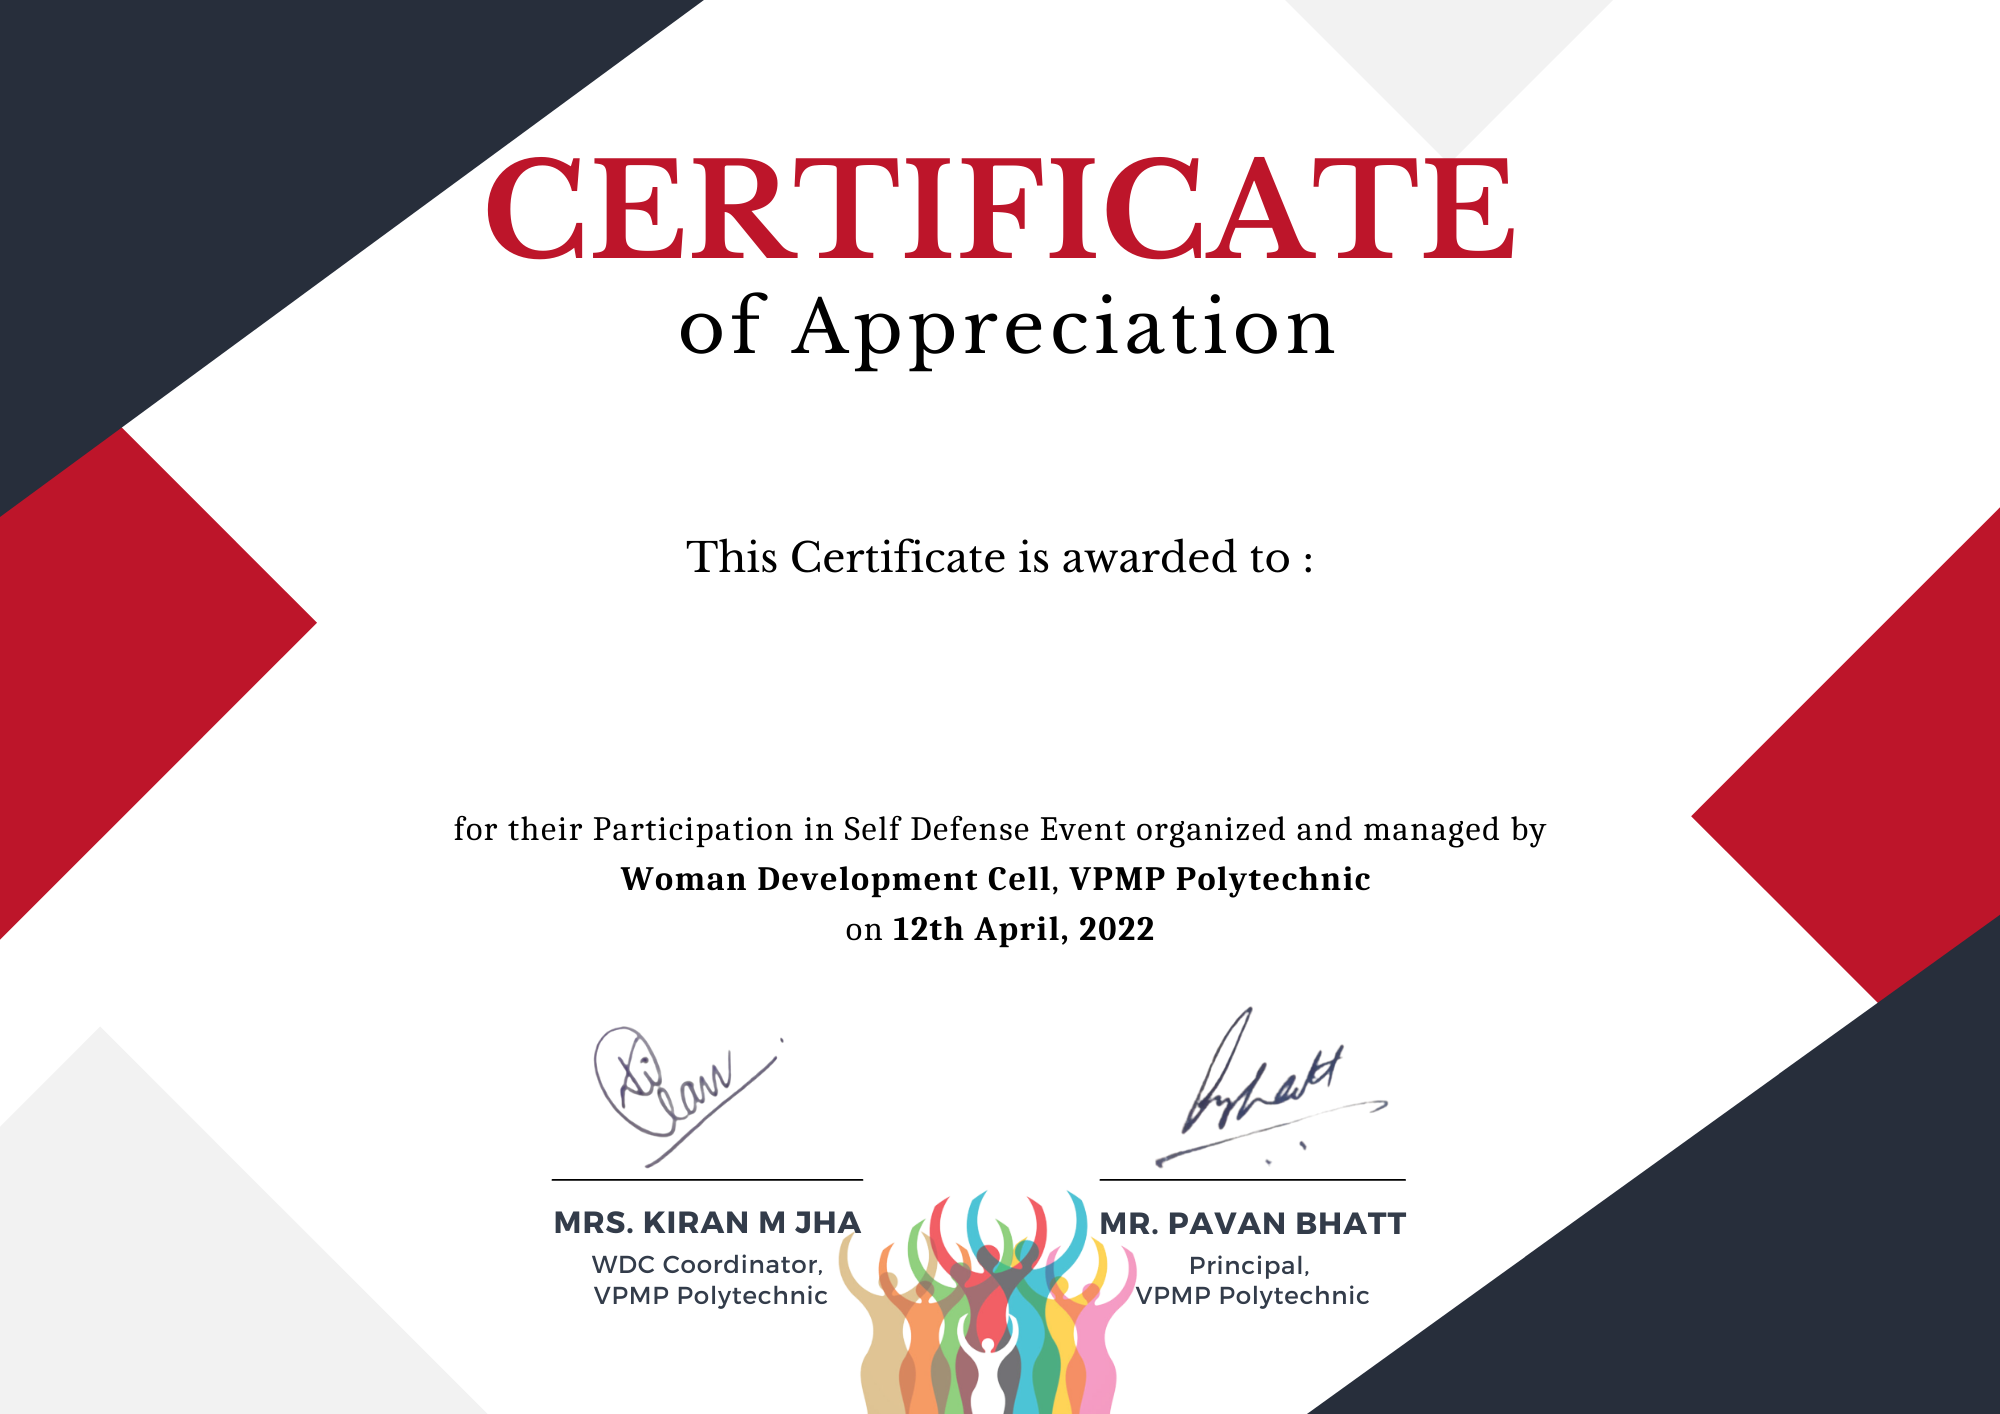 CERTIFICATE
of Appreciation
This Certificate is awarded to :
for their Participation in Self Defense Event organized and managed by
Woman Development Cell, VPMP Polytechnic
on 12th April, 2022
MRS. KIRAN M JHA
WDC Coordinator,
VPMP Polytechnic
MR. PAVAN BHATT
Principal,
VPMP Polytechnic